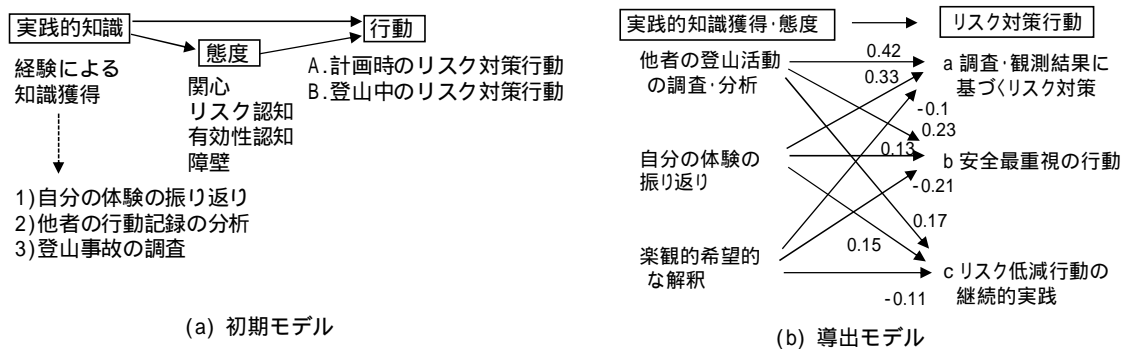 実践的知識
行動
態度
経験による
知識獲得
関心
リスク認知
有効性認知
障壁
A.計画時のリスク対策行動
B.登山中のリスク対策行動
1)自分の体験の振り返り
2)他者の行動記録の分析
3)登山事故の調査
(a) 初期モデル
実践的知識獲得･態度
リスク対策行動
他者の登山活動
の調査･分析
自分の体験の
振り返り
楽観的希望的
な解釈
0.42
0.33
-0.1
0.23
0.13
-0.21
0.17
0.15
-0.11
a 調査･観測結果に
基づくリスク対策
b 安全最重視の行動
c リスク低減行動の
継続的実践
(b) 導出モデル